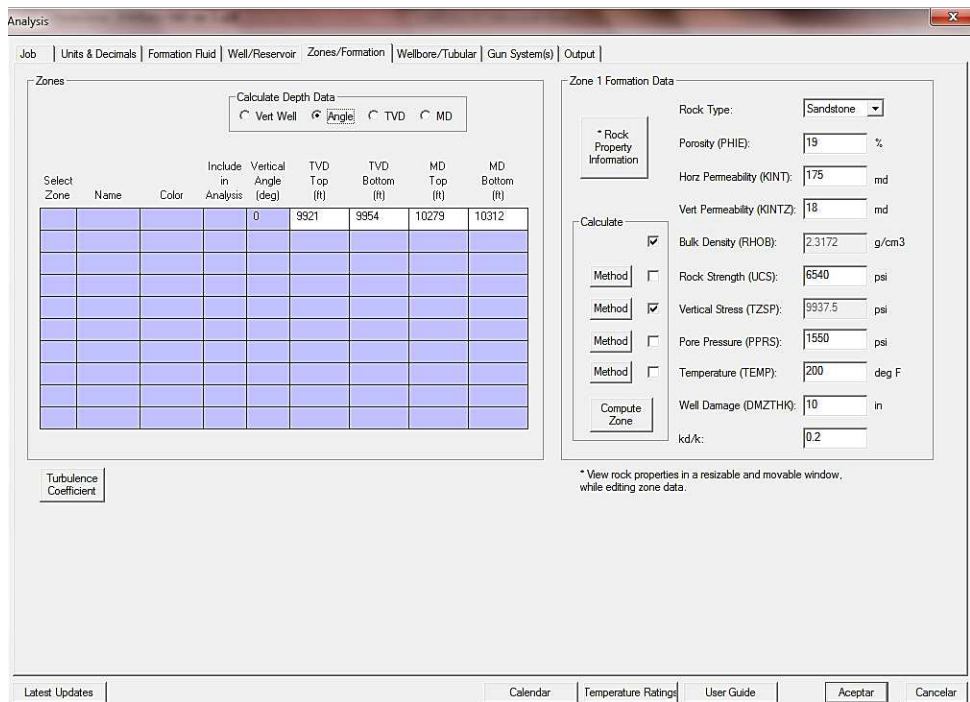 Analysis
x
Job
Units & Decimals
Formation Fluid
Well/Reservoir
Zones/Formation
Wellbore/Tubular
Gun System(s)
Output
Zones
Calculate Depth Data
Vert Well
Angle
TVD
MD
Select Zone
Name
Color
Include in Analysis
Vertical Angle (deg)
TVD Top (ft)
TVD Bottom (ft)
MD Top (ft)
MD Bottom (ft)
0 9921 9954 10279 10312
Turbulence Coefficient
Zone 1 Formation Data
* Rock Property Information
Rock Type: Sandstone
Porosity (PHIE): 19 %
Horz Permeability (KINT): 175 md
Vert Permeability (KINTZ): 18 md
Calculate
Bulk Density (RHOB): 2.3172 g/cm3
Method Rock Strength (UCS): 6540 psi
Method Vertical Stress (TZSP): 9937.5 psi
Method Pore Pressure (PPRS): 1550 psi
Method Temperature (TEMP): 200 deg F
Compute Zone
Well Damage (DMZTHK): 10 in
kd/k: 0.2
* View rock properties in a resizable and movable window,
while editing zone data.
Latest Updates
Calendar
Temperature Ratings
User Guide
Aceptar
Cancelar